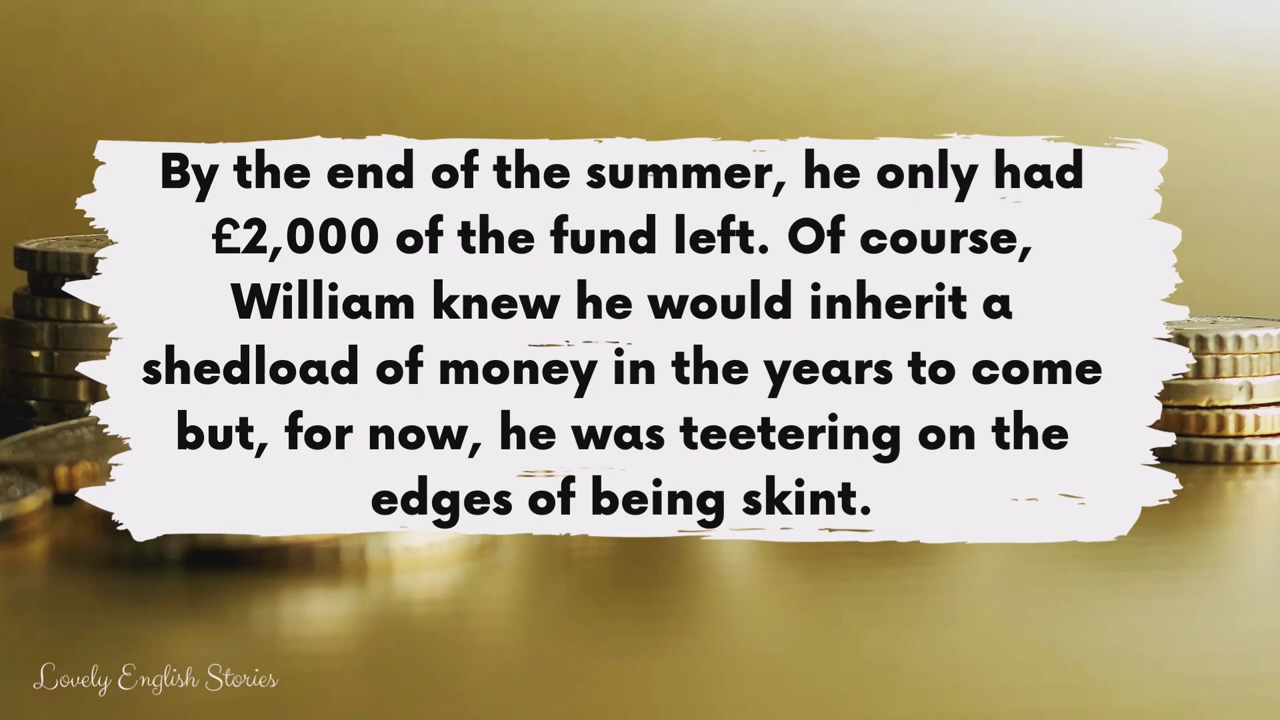 By the end of the summer, he only had
£2,000 of the fund left. Of course,
William knew he would inherit a
shedload of money in the years to come
but, for now, he was teetering on the
edges of being skint.
Lovely English Stories